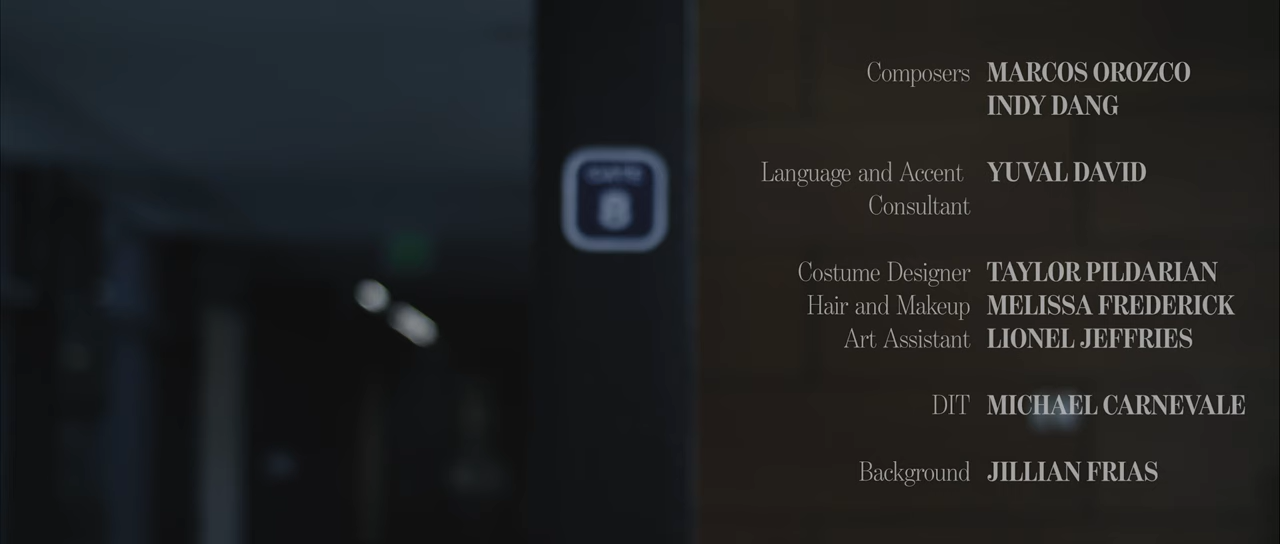 Composers MARCOS OROZCO
INDY DANG
Language and Accent YUVAL DAVID
Consultant
Costume Designer TAYLOR PILDARIAN
Hair and Makeup MELISSA FREDERICK
Art Assistant LIONEL JEFFRIES
DIT MICHAEL CARNEVALE
Background JILLIAN FRIAS
8